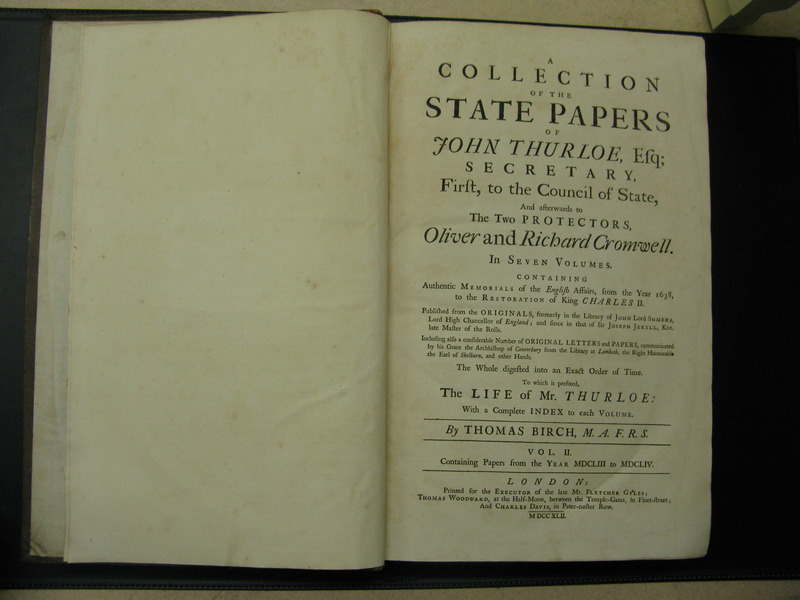 A
COLLECTION
OF THE
STATE PAPERS
OF
JOHN THURLOE, Eſq;
SECRETARY,
Firſt, to the Council of State,
And afterwards to
The Two PROTECTORS,
Oliver and Richard Cromwell.
In SEVEN VOLUMES.
CONTAINING
Authentic MEMORIALS of the Engliſh Affairs, from the Year 1638,
to the RESTORATION of King CHARLES II.
Publiſhed from the ORIGINALS, formerly in the Library of JOHN Lord SOMERS,
Lord High Chancellor of England; and ſince in that of Sir JOSEPH JEKYLL, Knt.
late Maſter of the Rolls.
Including alſo a conſiderable Number of ORIGINAL LETTERS and PAPERS, communicated
by his Grace the Archbiſhop of Canterbury from the Library at Lambeth, the Right Honourable
the Earl of Shelburn, and other Hands.
The Whole digeſted into an Exact Order of Time.
To which is prefixed,
The LIFE of Mr. THURLOE:
With a Complete INDEX to each VOLUME.
By THOMAS BIRCH, M. A. F. R. S.
VOL. II.
Containing Papers from the YEAR MDCLIII to MDCLIV.
LONDON:
Printed for the EXECUTOR of the late Mr. FLETCHER GYLES;
THOMAS WOODWARD, at the Half-Moon, between the Temple-Gates, in Fleet-ſtreet;
And CHARLES DAVIS, in Pater-noſter Row.
M DCC XLII.